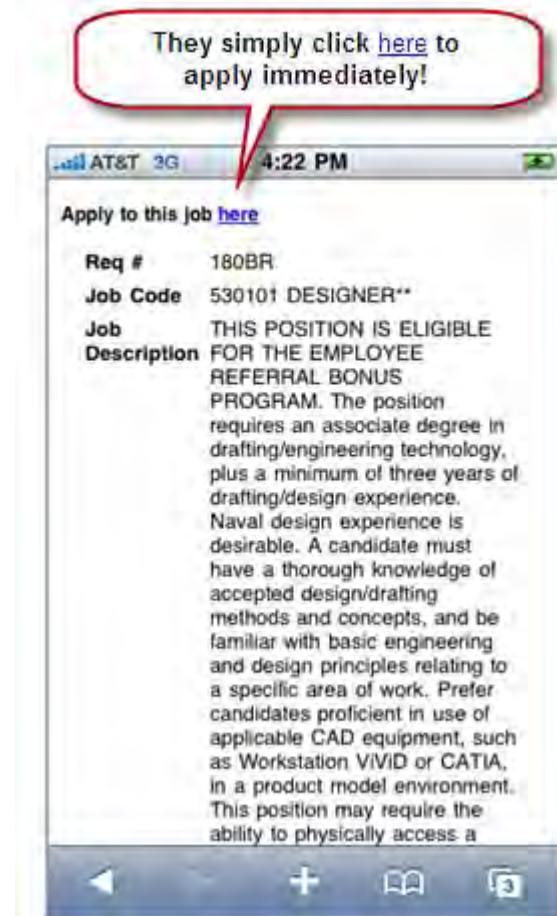 They simply click here to
apply immediately!
AT&T 3G 4:22 PM
Apply to this job here
Req # 180BR
Job Code 530101 DESIGNER**
Job THIS POSITION IS ELIGIBLE
Description FOR THE EMPLOYEE
REFERRAL BONUS
PROGRAM. The position
requires an associate degree in
drafting/engineering technology,
plus a minimum of three years of
drafting/design experience.
Naval design experience is
desirable. A candidate must
have a thorough knowledge of
accepted design/drafting
methods and concepts, and be
familiar with basic engineering
and design principles relating to
a specific area of work. Prefer
candidates proficient in use of
applicable CAD equipment, such
as Workstation ViViD or CATIA,
in a product model environment.
This position may require the
ability to physically access a
3